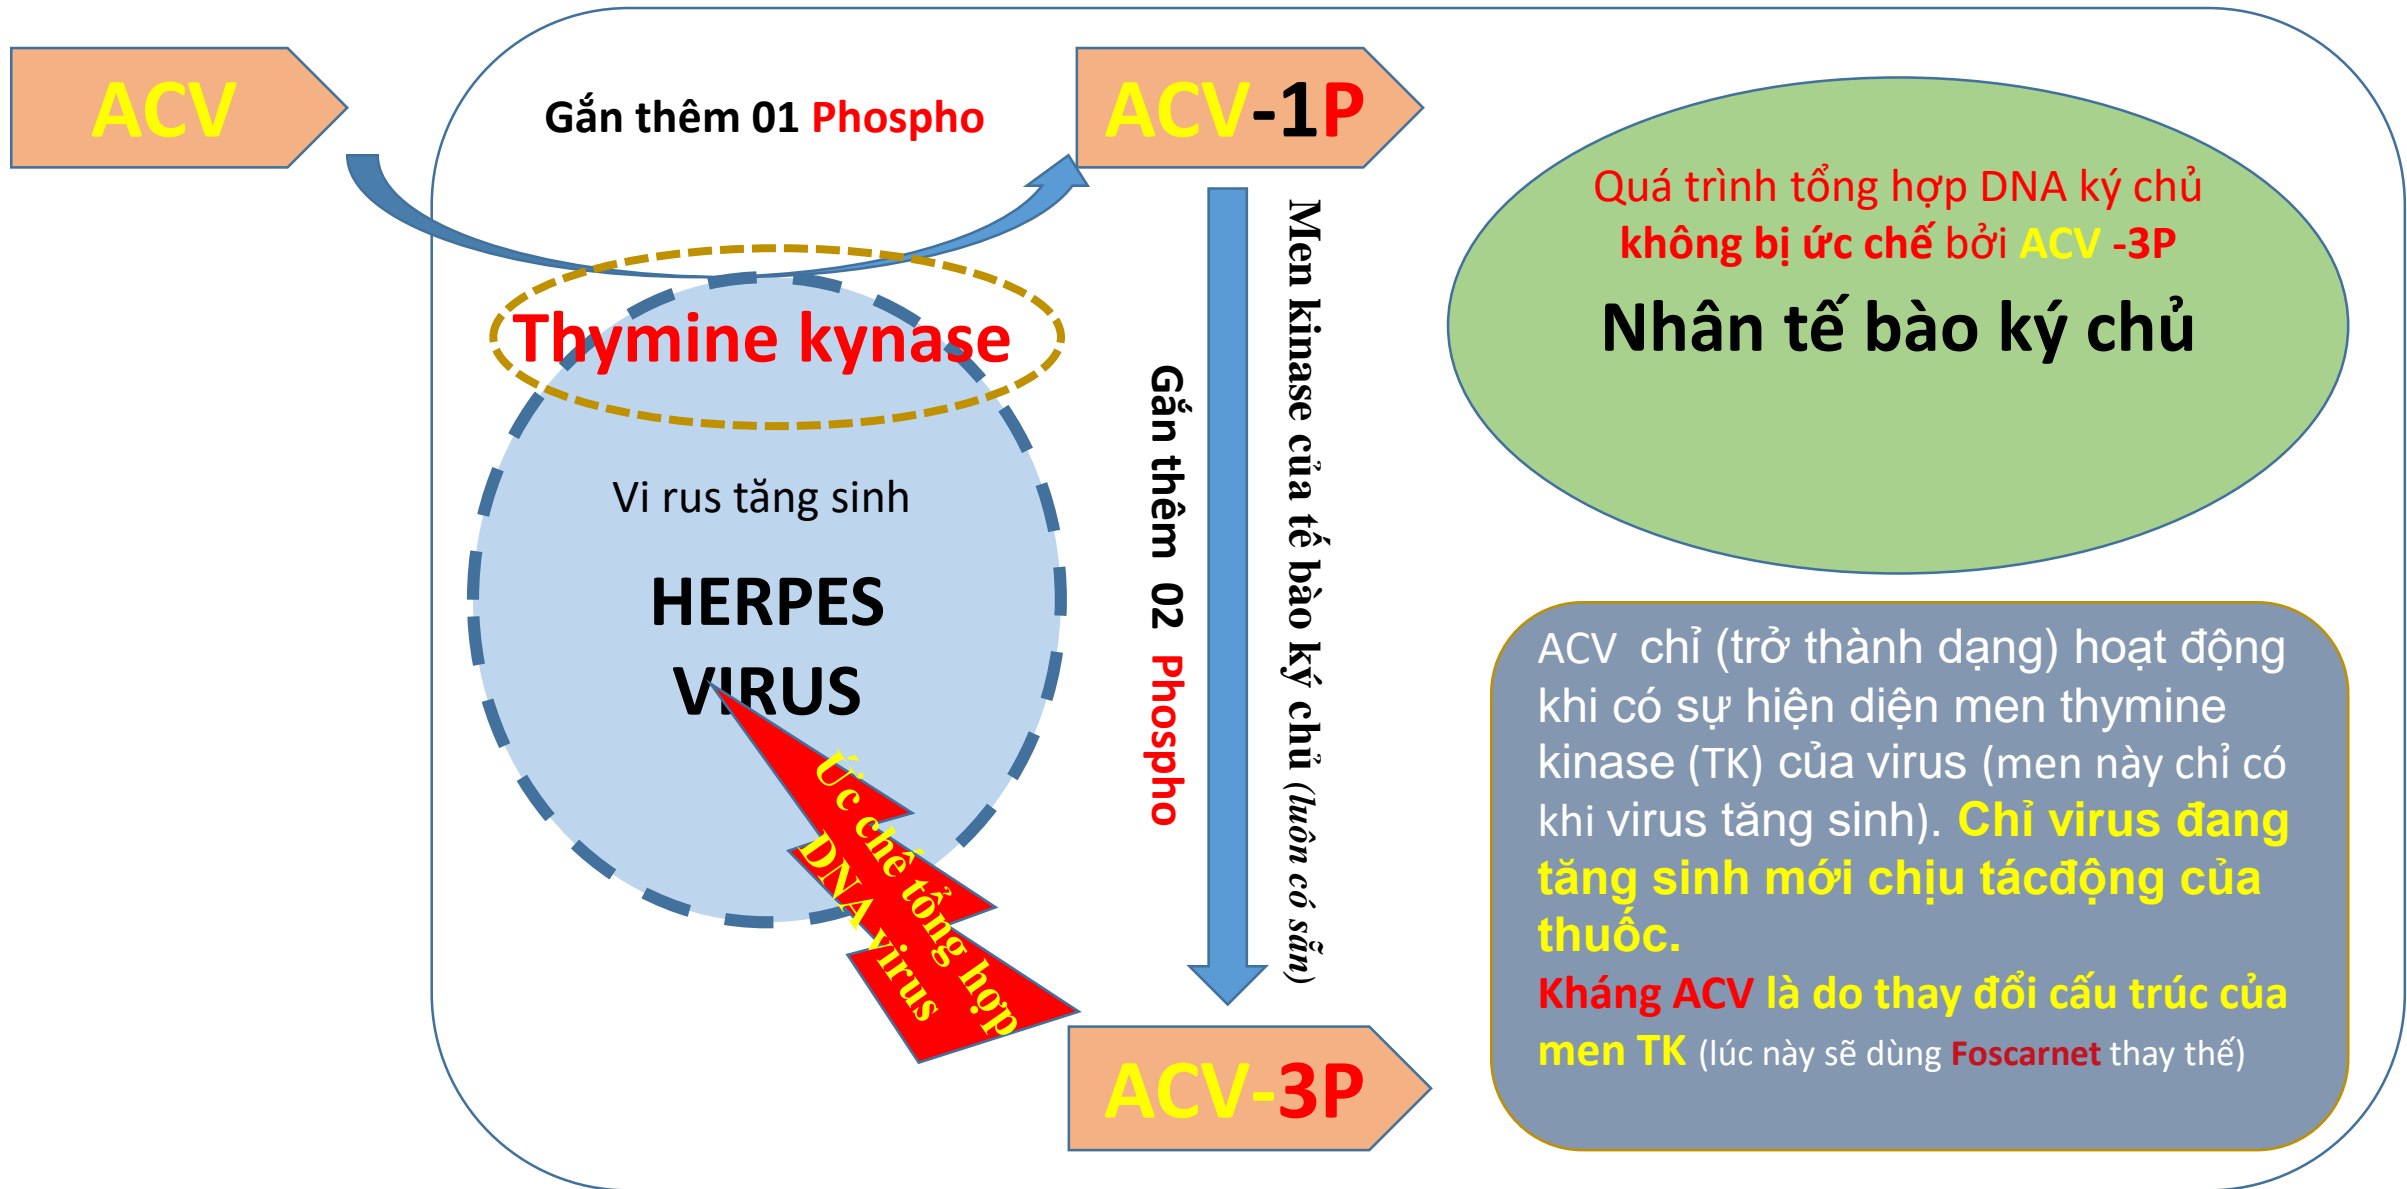 ACV
Gắn thêm 01 Phospho
ACV-1P
Thymine kynase
Vi rus tăng sinh
HERPES
VIRUS
Ức chế tổng hợp
DNA virus
Gắn thêm 02 Phospho
Men kinase của tế bào ký chủ (luôn có sẵn)
ACV-3P
Quá trình tổng hợp DNA ký chủ
không bị ức chế bởi ACV -3P
Nhân tế bào ký chủ
ACV chỉ (trở thành dạng) hoạt động
khi có sự hiện diện men thymine
kinase (TK) của virus (men này chỉ có
khi virus tăng sinh). Chỉ virus đang
tăng sinh mới chịu tácđộng của
thuốc.
Kháng ACV là do thay đổi cấu trúc của
men TK (lúc này sẽ dùng Foscarnet thay thế)